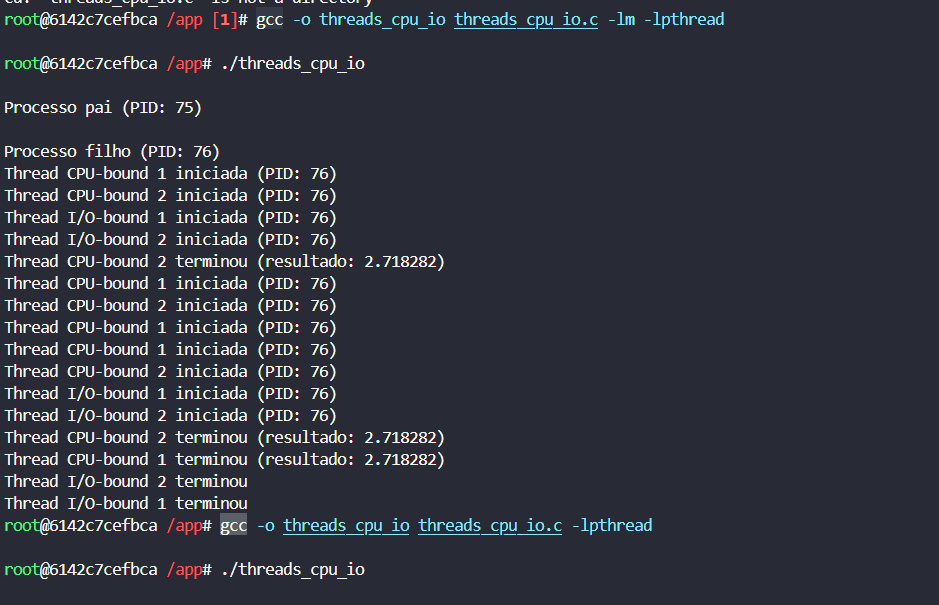 root@6142c7cefbca /app [1]# gcc -o threads_cpu_io threads_cpu_io.c -lm -lpthread
root@6142c7cefbca /app# ./threads_cpu_io
Processo pai (PID: 75)
Processo filho (PID: 76)
Thread CPU-bound 1 iniciada (PID: 76)
Thread CPU-bound 2 iniciada (PID: 76)
Thread I/O-bound 1 iniciada (PID: 76)
Thread I/O-bound 2 iniciada (PID: 76)
Thread CPU-bound 2 terminou (resultado: 2.718282)
Thread CPU-bound 1 iniciada (PID: 76)
Thread CPU-bound 2 iniciada (PID: 76)
Thread CPU-bound 1 iniciada (PID: 76)
Thread CPU-bound 1 iniciada (PID: 76)
Thread CPU-bound 2 iniciada (PID: 76)
Thread I/O-bound 1 iniciada (PID: 76)
Thread I/O-bound 2 iniciada (PID: 76)
Thread CPU-bound 2 terminou (resultado: 2.718282)
Thread CPU-bound 1 terminou (resultado: 2.718282)
Thread I/O-bound 2 terminou
Thread I/O-bound 1 terminou
root@6142c7cefbca /app# gcc -o threads_cpu_io threads_cpu_io.c -lpthread
root@6142c7cefbca /app# ./threads_cpu_io